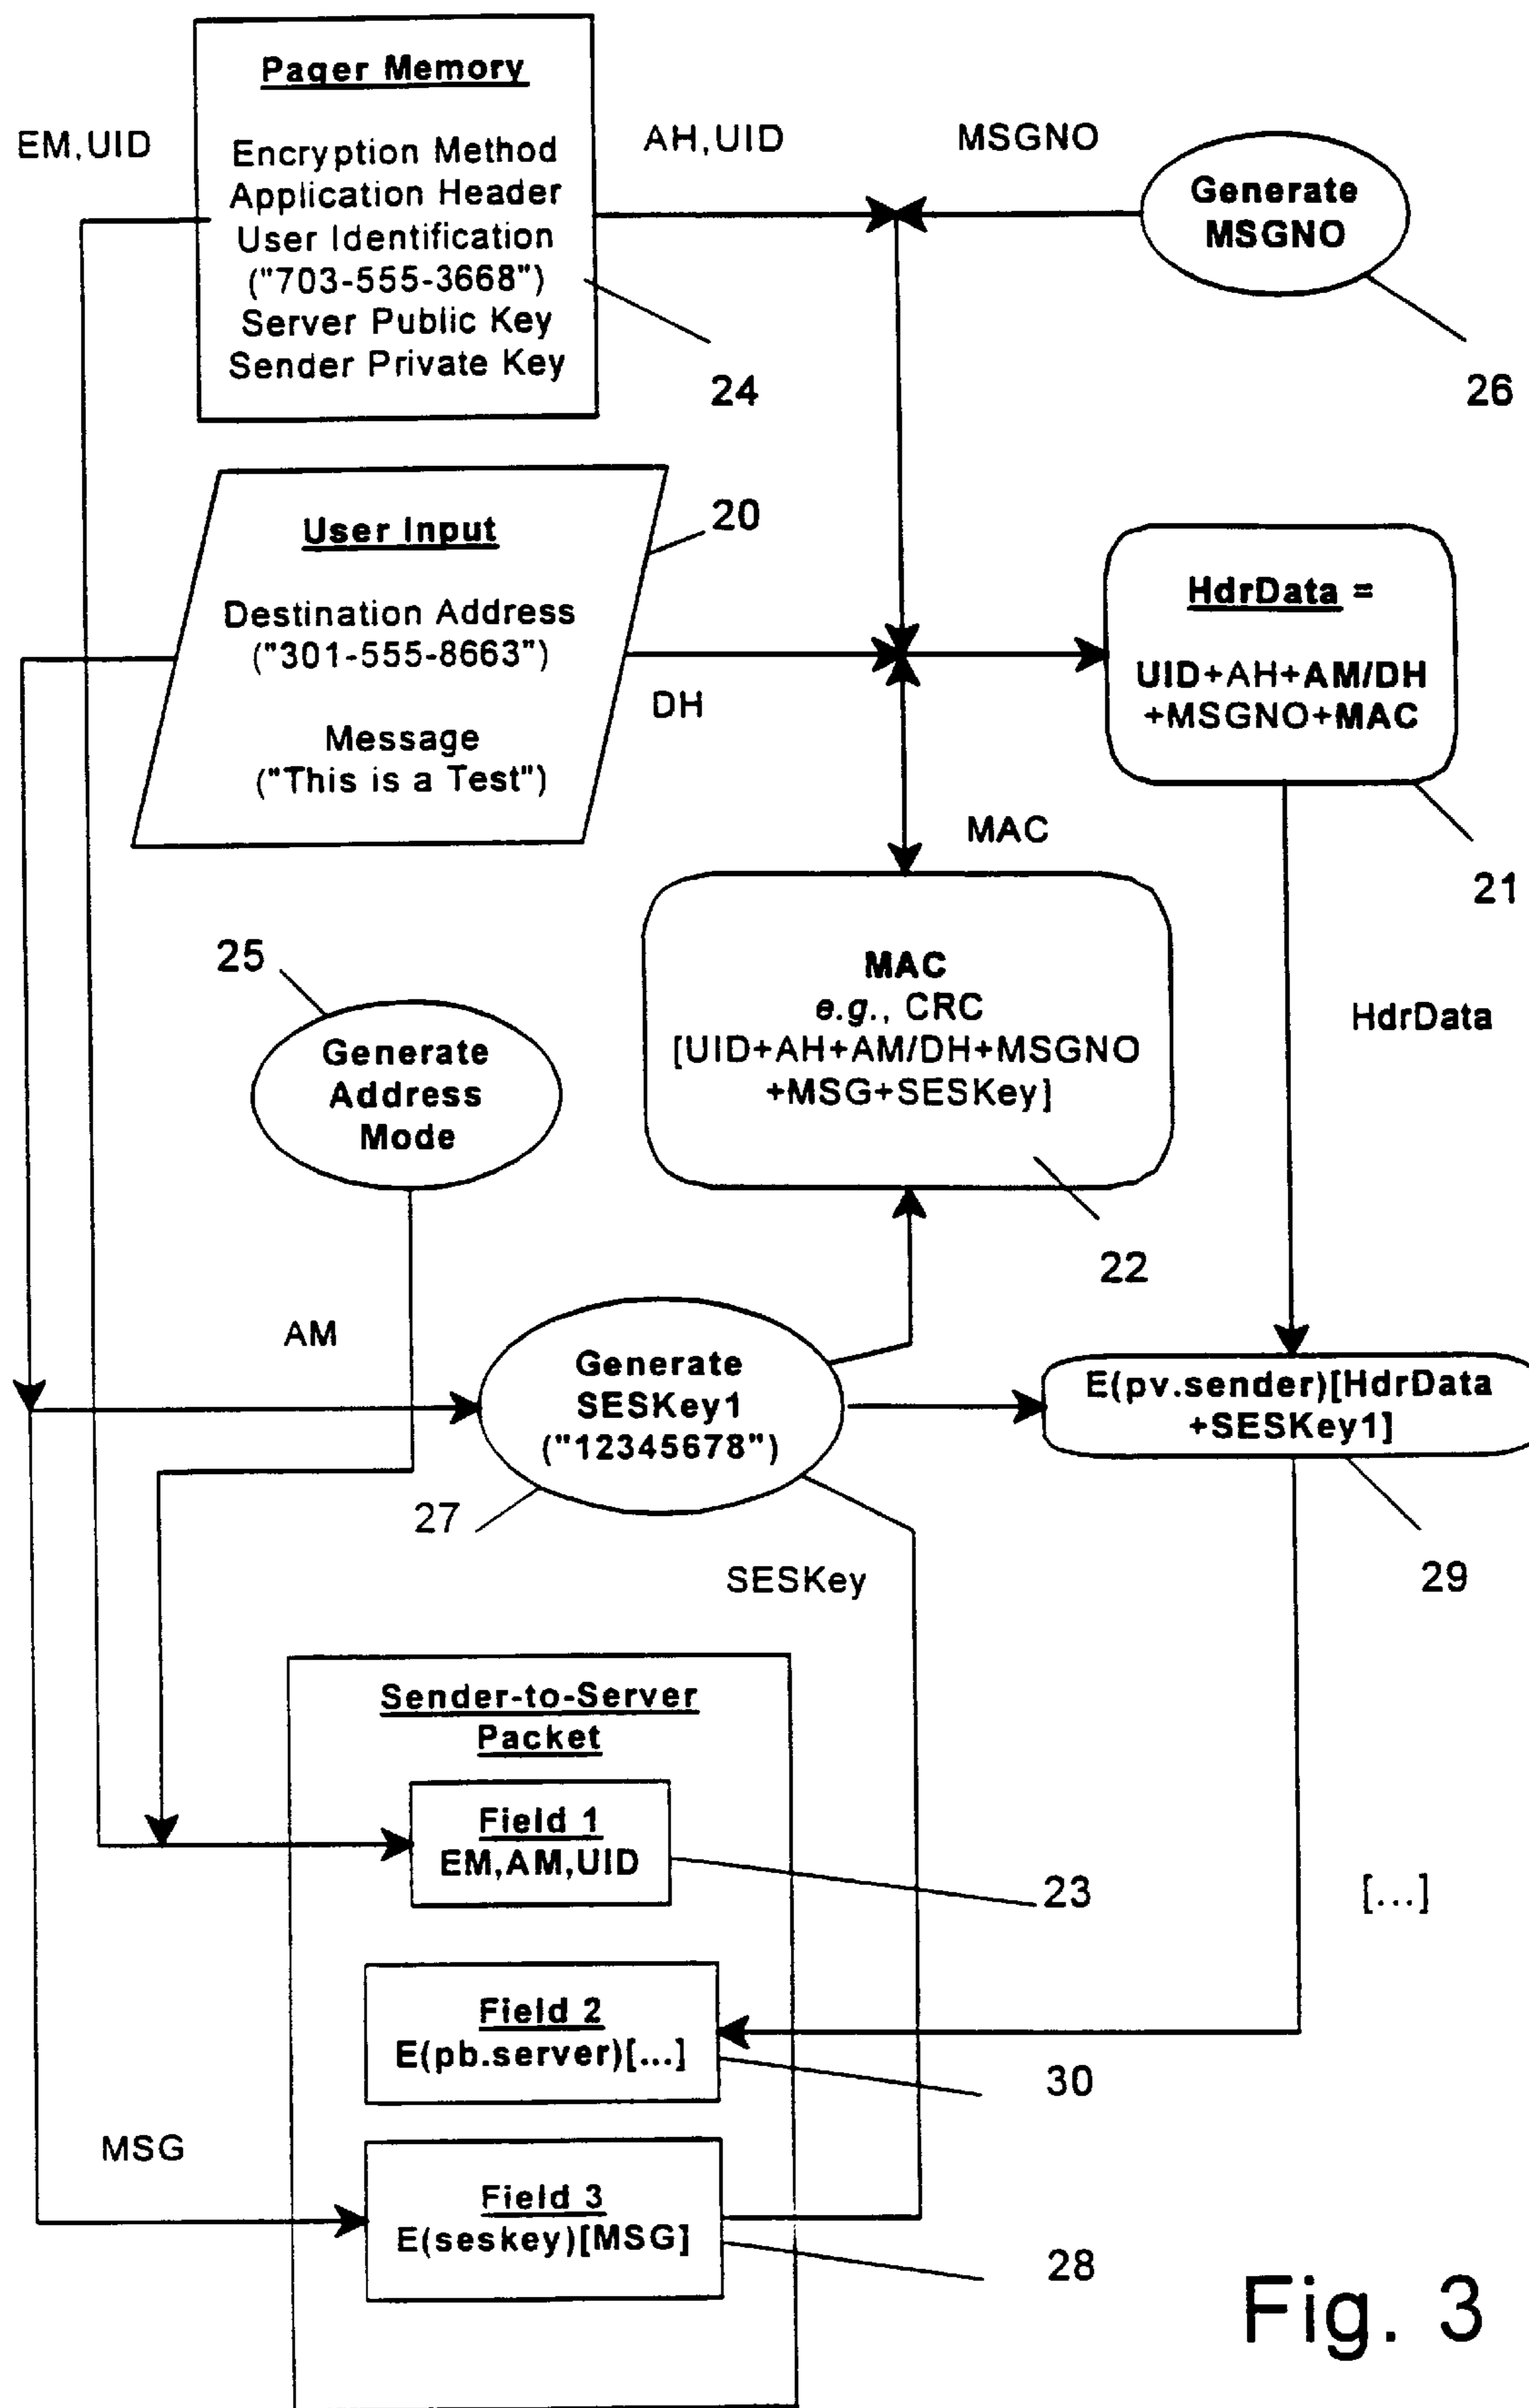 Pager Memory
EM,UID
Encryption Method
Application Header
User Identification
("703-555-3668")
Server Public Key
Sender Private Key
24
AH,UID
MSGNO
Generate
MSGNO
26
User Input
Destination Address
("301-555-8663")
Message
("This is a Test")
20
DH
HdrData =
UID+AH+AM/DH
+MSGNO+MAC
21
MAC
MAC
e.g., CRC
[UID+AH+AM/DH+MSGNO
+MSG+SESKey]
22
HdrData
25
Generate
Address
Mode
AM
Generate
SESKey1
("12345678")
27
E(pv.sender)[HdrData
+SESKey1]
29
SESKey
Sender-to-Server
Packet
Field 1
EM,AM,UID
23
[...]
Field 2
E(pb.server)[...]
30
MSG
Field 3
E(seskey)[MSG]
28
Fig. 3